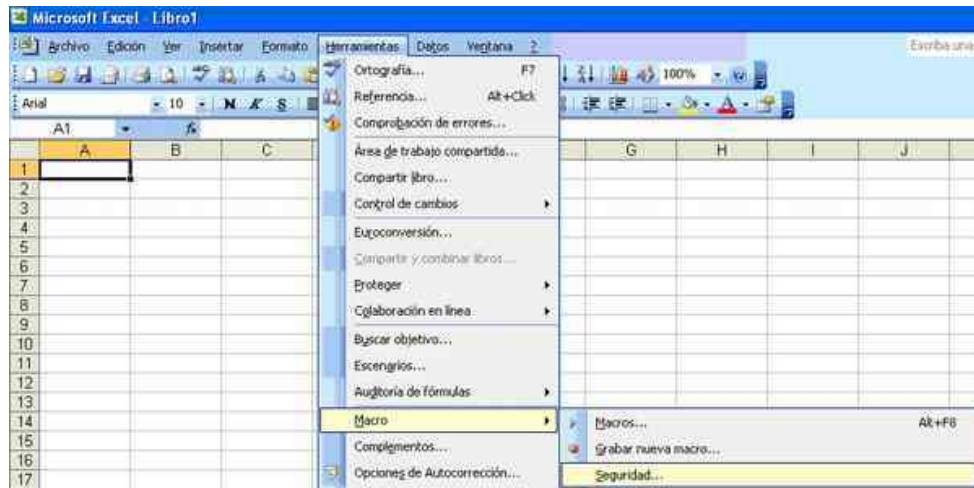 Microsoft Excel - Libro1
Archivo Edición Ver Insertar Formato Herramientas Datos Ventana ?
Escriba una
100%
Arial 10 N K S
A1 fx
A B C G H I J
1
2
3
4
5
6
7
8
9
10
11
12
13
14
15
16
17
Ortografía... F7
Referencia... Alt+Click
Comprobación de errores...
Área de trabajo compartida...
Compartir libro...
Control de cambios
Euroconversión...
Comparar y combinar libros...
Proteger
Colaboración en línea
Buscar objetivo...
Escenarios...
Auditoría de fórmulas
Macro
Complementos...
Opciones de Autocorrección...
Macros... Alt+F8
Grabar nueva macro...
Seguridad...